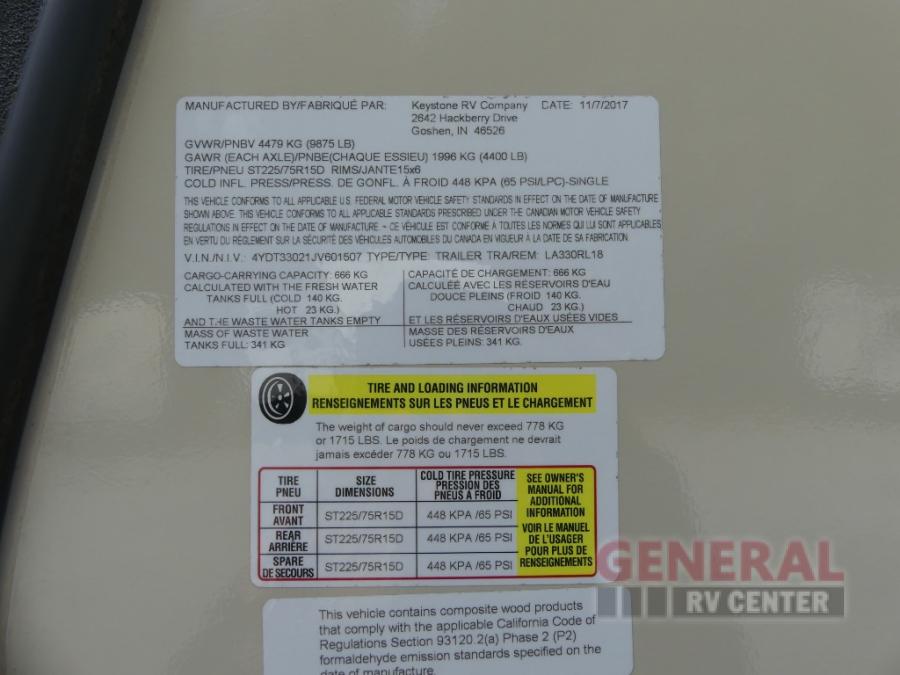 MANUFACTURED BY/FABRIQUÉ PAR: Keystone RV Company DATE: 11/7/2017
2642 Hackberry Drive
Goshen, IN 46526
GVWR/PNBV 4479 KG (9875 LB)
GAWR (EACH AXLE)/PNBE(CHAQUE ESSIEU) 1996 KG (4400 LB)
TIRE/PNEU ST225/75R15D RIMS/JANTE15x6
COLD INFL. PRESS/PRESS. DE GONFL. À FROID 448 KPA (65 PSI/LPC)-SINGLE
THIS VEHICLE CONFORMS TO ALL APPLICABLE U.S. FEDERAL MOTOR VEHICLE SAFETY STANDARDS IN EFFECT ON THE DATE OF MANUFACTURE
SHOWN ABOVE. THIS VEHICLE CONFORMS TO ALL APPLICABLE STANDARDS PRESCRIBED UNDER THE CANADIAN MOTOR VEHICLE SAFETY
REGULATIONS IN EFFECT ON THE DATE OF MANUFACTURE ~ CE VÉHICULE EST CONFORME A TOUTES LES NORMES QUI LUI SONT APPLICABLES
EN VERTU DU RÈGLEMENT SUR LA SÉCURITÉ DES VÉHICULES AUTOMOBILES DU CANADA EN VIGUEUR À LA DATE DE SA FABRICATION.
V.I.N./N.I.V.: 4YDT33021JV601507 TYPE/TYPE: TRAILER TRA/REM: LA330RL18
CARGO-CARRYING CAPACITY: 666 KG
CALCULATED WITH THE FRESH WATER
TANKS FULL (COLD 140 KG.
HOT 23 KG.)
AND THE WASTE WATER TANKS EMPTY
MASS OF WASTE WATER
TANKS FULL: 341 KG
CAPACITÉ DE CHARGEMENT: 666 KG
CALCULÉE AVEC LES RÉSERVOIRS D'EAU
DOUCE PLEINS (FROID 140 KG.
CHAUD 23 KG.)
ET LES RÉSERVOIRS D'EAUX USÉES VIDES
MASSE DES RÉSERVOIRS D'EAUX
USÉES PLEINS: 341 KG.
TIRE AND LOADING INFORMATION
RENSEIGNEMENTS SUR LES PNEUS ET LE CHARGEMENT
The weight of cargo should never exceed 778 KG
or 1715 LBS. Le poids de chargement ne devrait
jamais excéder 778 KG ou 1715 LBS.
TIRE
PNEU
SIZE
DIMENSIONS
COLD TIRE PRESSURE
PRESSION DES
PNEUS A FROID
FRONT
AVANT
ST225/75R15D 448 KPA /65 PSI
REAR
ARRIÈRE
ST225/75R15D 448 KPA /65 PSI
SPARE
DE SECOURS
ST225/75R15D 448 KPA /65 PSI
SEE OWNER'S
MANUAL FOR
ADDITIONAL
INFORMATION
VOIR LE MANUEL
DE L'USAGER
POUR PLUS DE
RENSEIGNEMENTS
GENERAL
RV CENTER
This vehicle contains composite wood products
that comply with the applicable California Code of
Regulations Section 93120.2(a) Phase 2 (P2)
formaldehyde emission standards specified on the
date of manufacture.